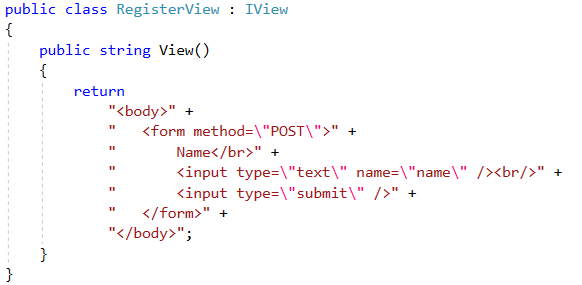 public class RegisterView : IView
{
    public string View()
    {
        return
            "<body>" +
            "   <form method=\"POST\">" +
            "       Name</br>" +
            "       <input type=\"text\" name=\"name\" /><br/>" +
            "       <input type=\"submit\" />" +
            "   </form>" +
            "</body>";
    }
}